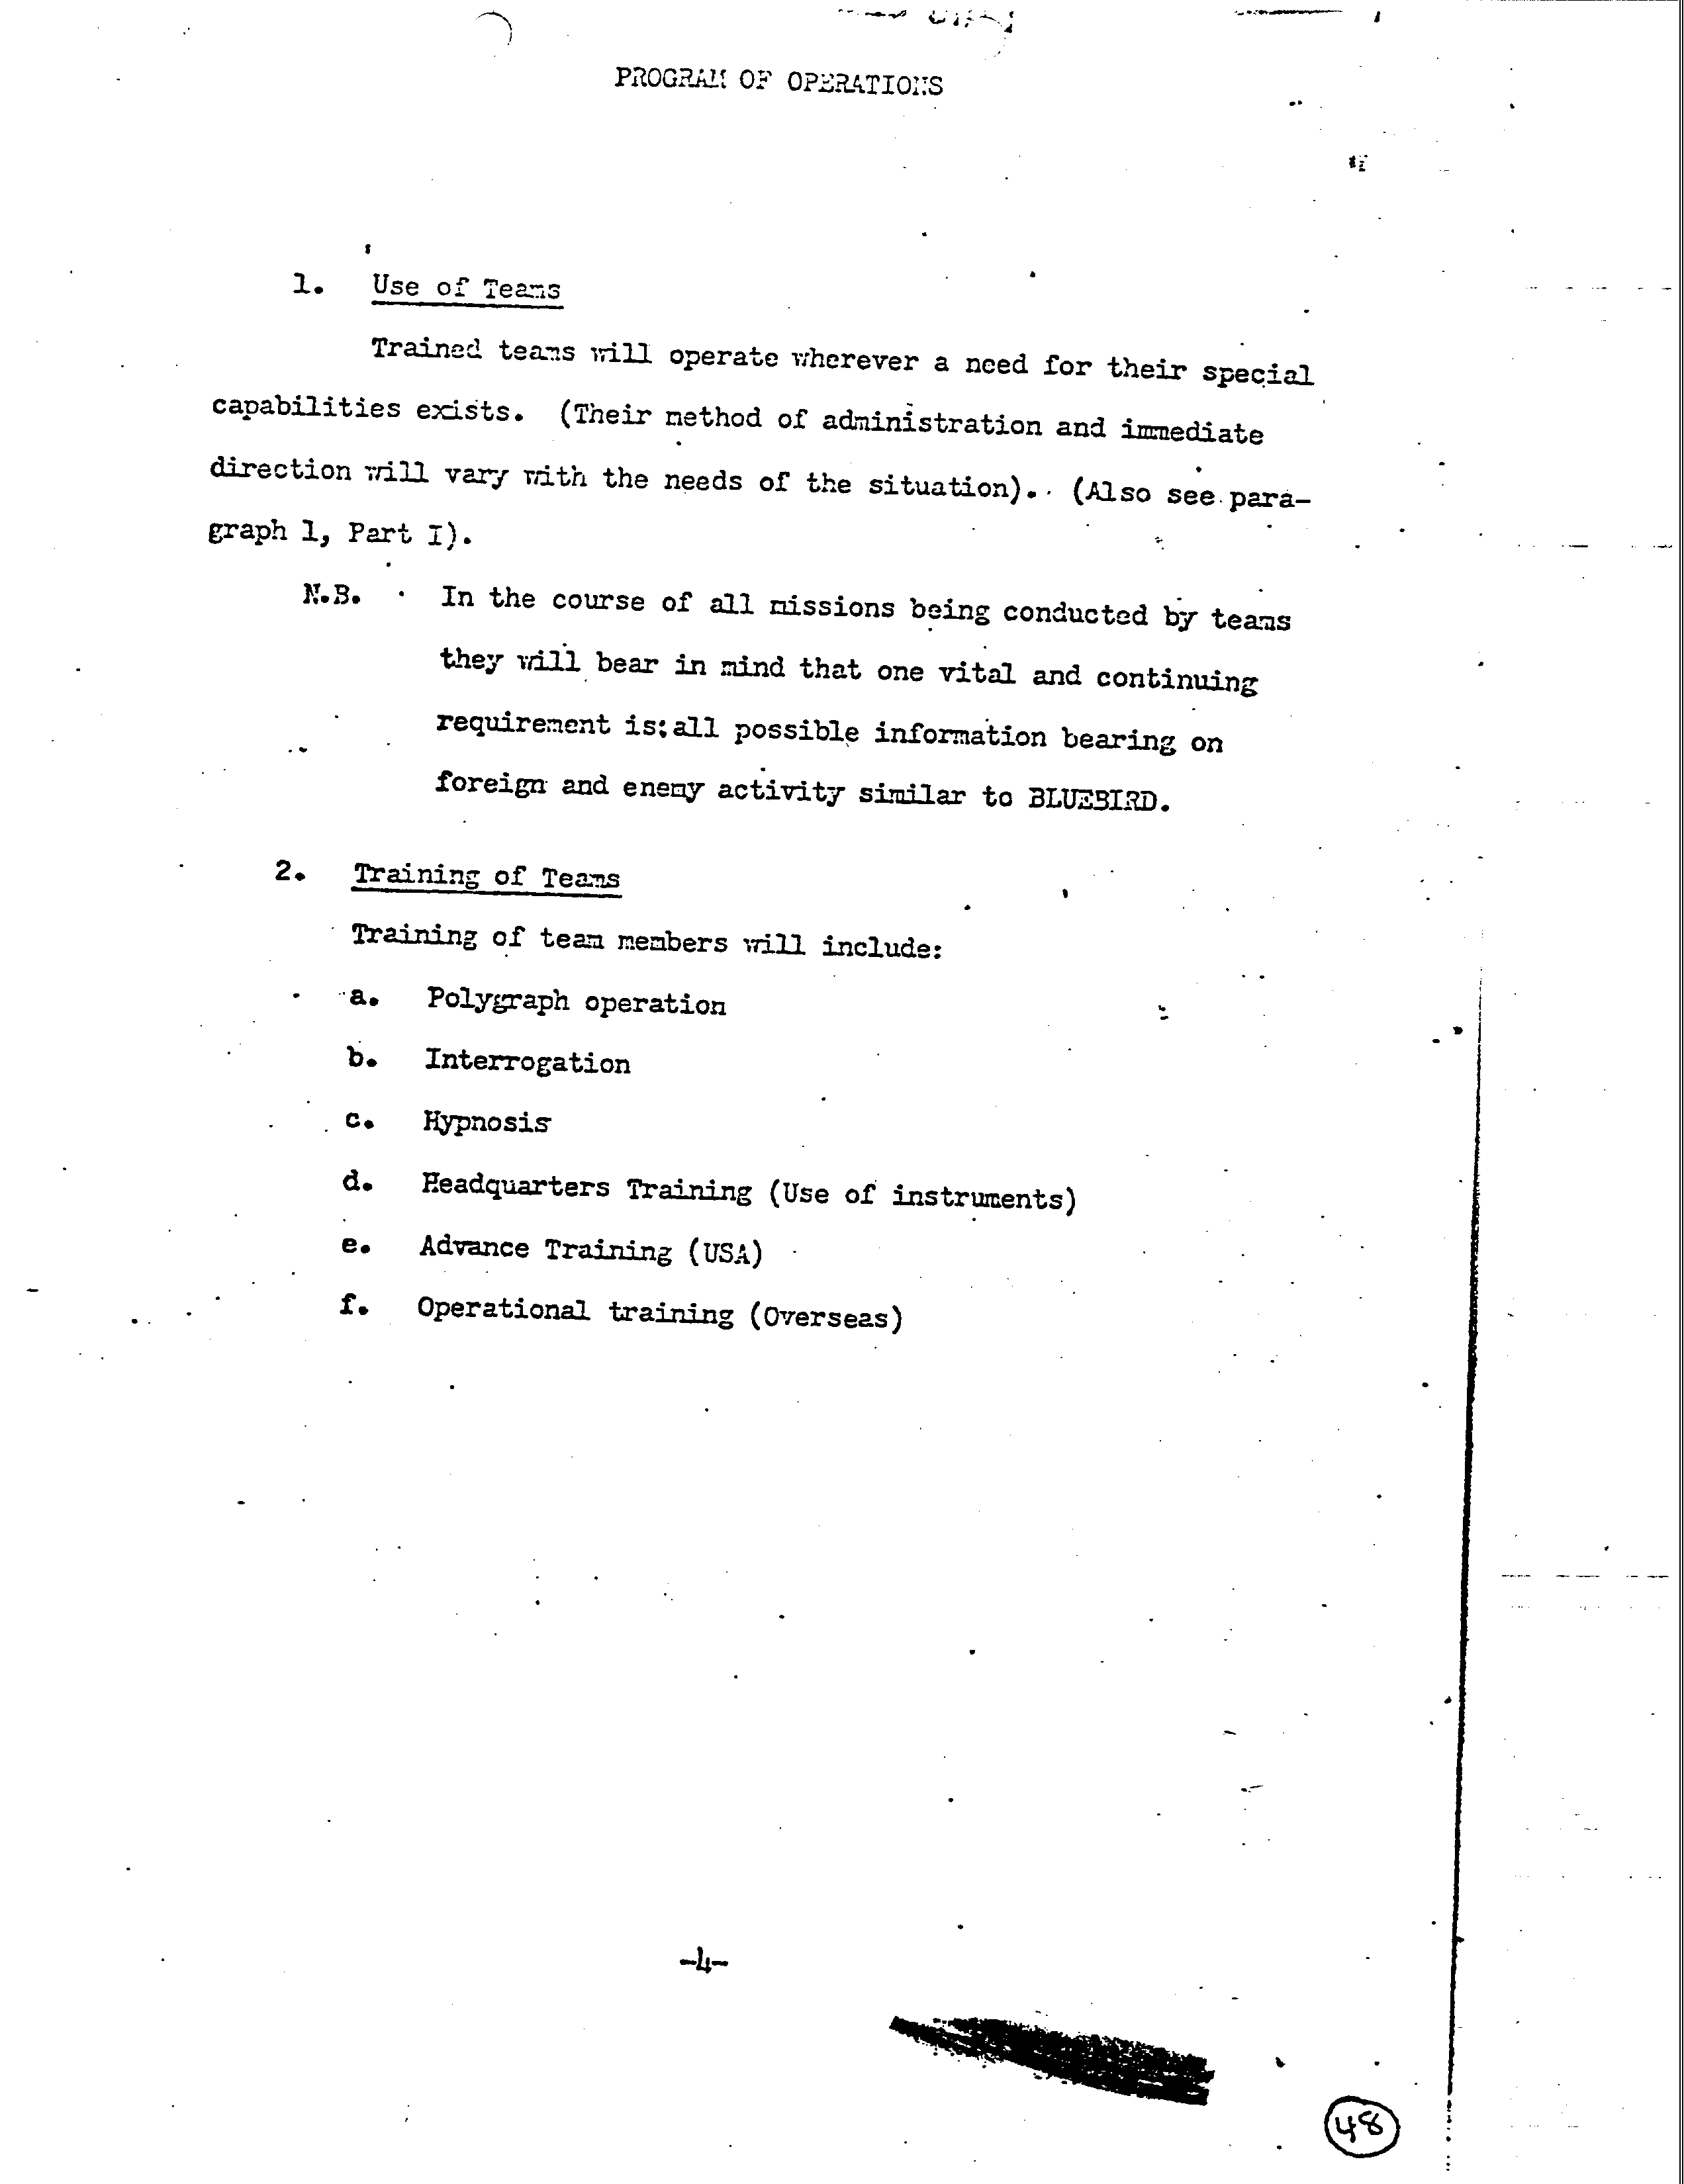 PROGRAM OF OPERATIONS
1. Use of Teams
Trained teams will operate wherever a need for their special
capabilities exists. (Their method of administration and immediate
direction will vary with the needs of the situation). (Also see para-
graph 1, Part I).
N.B. In the course of all missions being conducted by teams
they will bear in mind that one vital and continuing
requirement is: all possible information bearing on
foreign and enemy activity similar to BLUEBIRD.
2. Training of Teams
Training of team members will include:
a. Polygraph operation
b. Interrogation
c. Hypnosis
d. Headquarters Training (Use of instruments)
e. Advance Training (USA)
f. Operational training (Overseas)
-4-
48